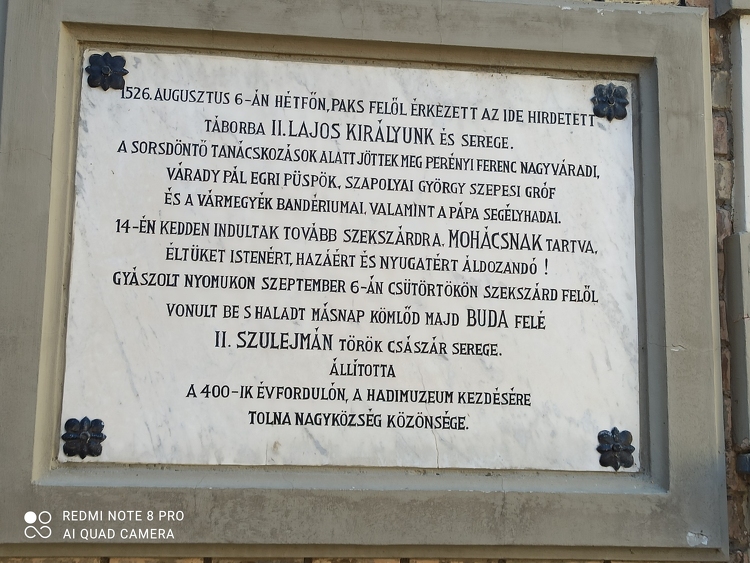 1526. AUGUSZTUS 6-ÁN HÉTFŐN, PAKS FELŐL ÉRKEZETT AZ IDE HIRDETETT
TÁBORBA II. LAJOS KIRÁLYUNK ÉS SEREGE.
A SORSDÖNTŐ TANÁCSKOZÁSOK ALATT JÖTTEK MEG PERÉNYI FERENC NAGYVÁRADI,
VÁRADY PÁL EGRI PÜSPÖK, SZAPOLYAI GYÖRGY SZEPESI GRÓF
ÉS A VÁRMEGYÉK BANDÉRIUMAI, VALAMINT A PÁPA SEGÉLYHADAI.
14-ÉN KEDDEN INDULTAK TOVÁBB SZEKSZÁRDRA, MOHÁCSNAK TARTVA,
ÉLTÜKET ISTENÉRT, HAZÁÉRT ÉS NYUGATÉRT ÁLDOZANDÓ !
GYÁSZOLT NYOMUKON SZEPTEMBER 6-ÁN CSÜTÖRTÖKÖN SZEKSZÁRD FELŐL
VONULT BE S HALADT MÁSNAP KÖMLŐD MAJD BUDA FELÉ
II. SZULEJMÁN TÖRÖK CSÁSZÁR SEREGE.
ÁLLÍTOTTA
A 400-IK ÉVFORDULÓN, A HADIMUZEUM KEZDÉSÉRE
TOLNA NAGYKÖZSÉG KÖZÖNSÉGE.
REDMI NOTE 8 PRO
AI QUAD CAMERA